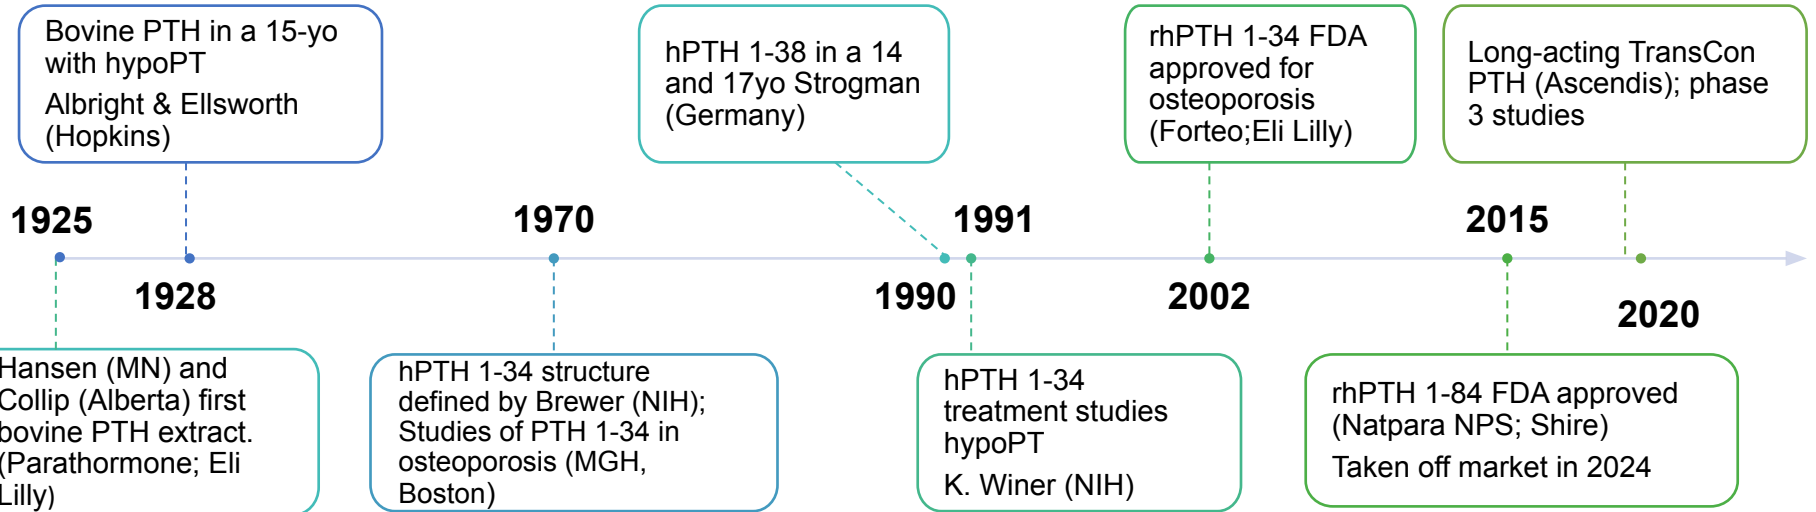 Bovine PTH in a 15-yo
with hypoPT
Albright & Ellsworth
(Hopkins)
hPTH 1-38 in a 14
and 17yo Strogman
(Germany)
rhPTH 1-34 FDA
approved for
osteoporosis
(Forteo;Eli Lilly)
Long-acting TransCon
PTH (Ascendis); phase
3 studies
1925
1970
1991
2015
1928
1990
2002
2020
Hansen (MN) and
Collip (Alberta) first
bovine PTH extract.
(Parathormone; Eli
Lilly)
hPTH 1-34 structure
defined by Brewer (NIH);
Studies of PTH 1-34 in
osteoporosis (MGH,
Boston)
hPTH 1-34
treatment studies
hypoPT
K. Winer (NIH)
rhPTH 1-84 FDA approved
(Natpara NPS; Shire)
Taken off market in 2024